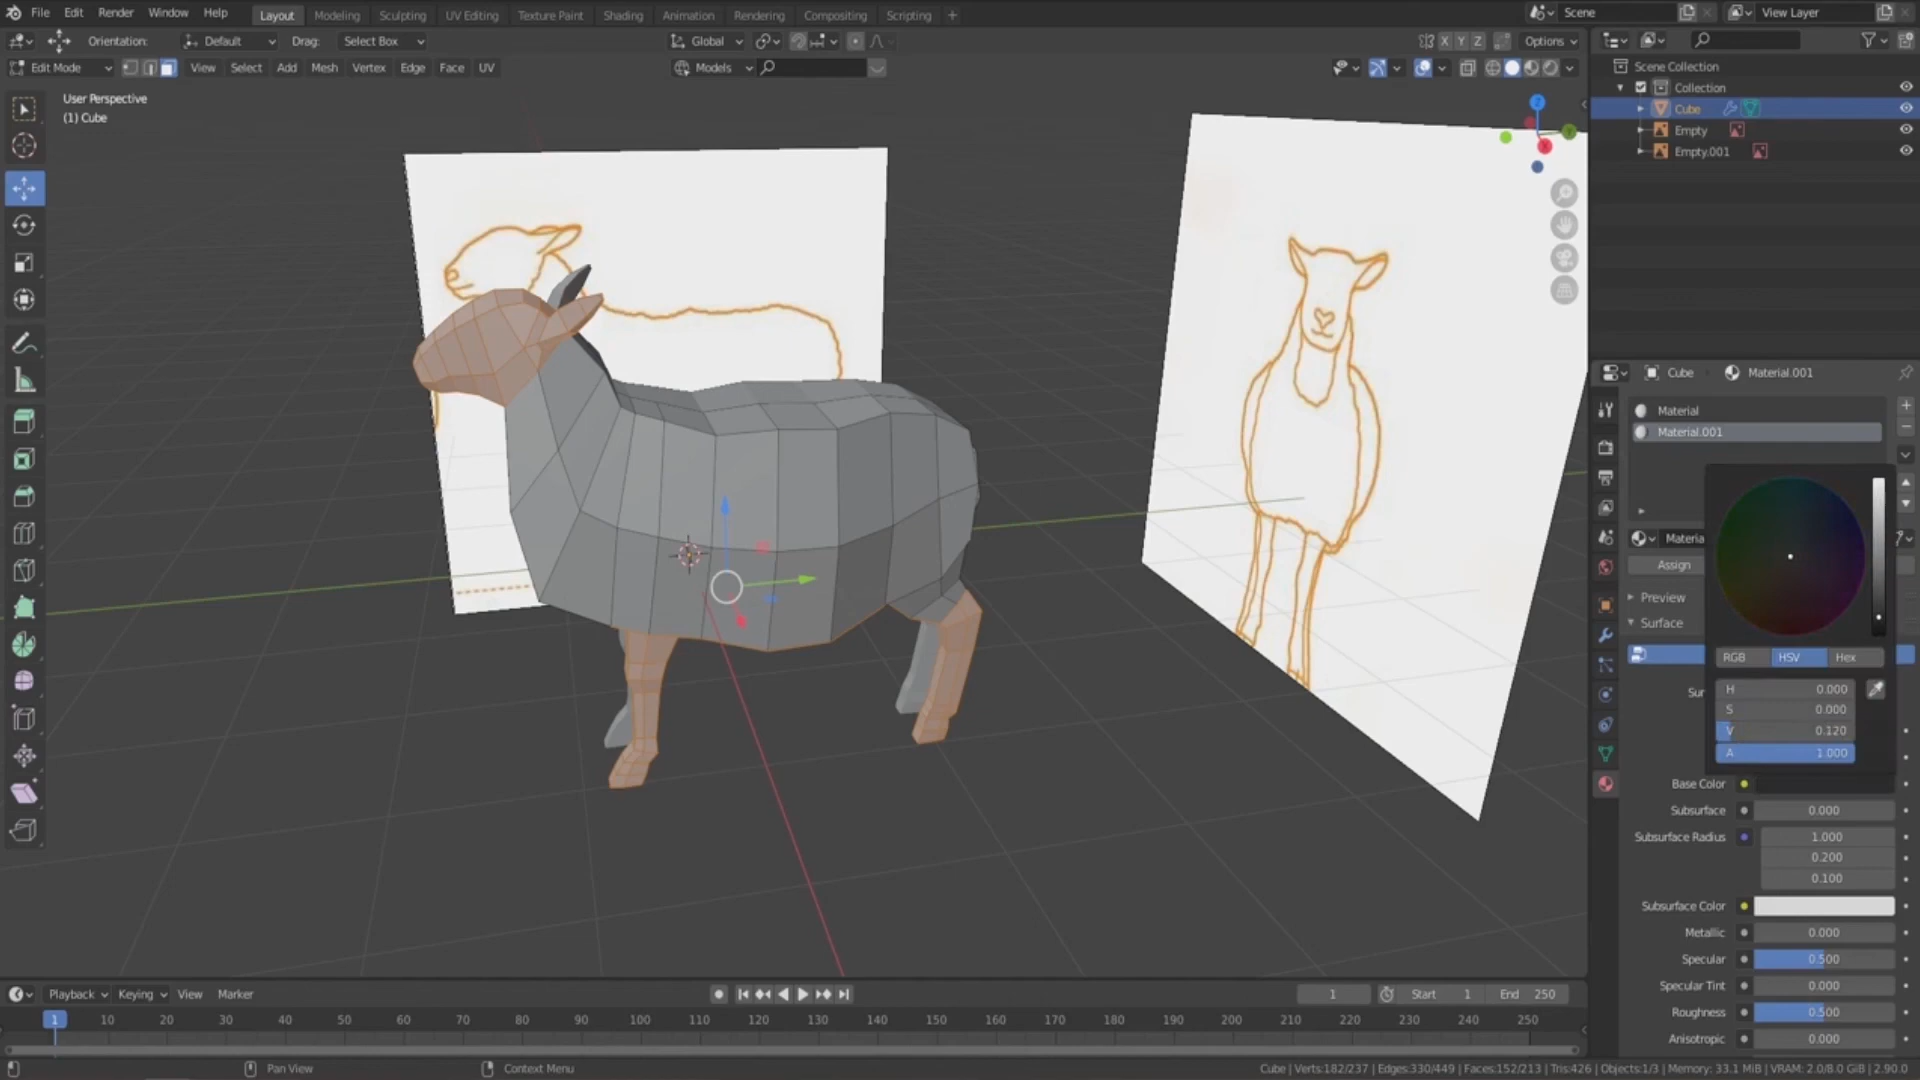 File Edit Render Window Help Layout Modeling Sculpting UV Editing Texture Paint Shading Animation Rendering Compositing Scripting + Scene View Layer
Orientation: Default Drag: Select Box Global X Y Z Options
Edit Mode View Select Add Mesh Vertex Edge Face UV Models
User Perspective
(1) Cube
Scene Collection
Collection
Cube
Empty
Empty.001
Cube Material.001
Material
Material.001
Materia
Assign
Preview
Surface
RGB HSV Hex
Sur
H 0.000
S 0.000
V 0.120
A 1.000
Base Color
Subsurface 0.000
Subsurface Radius 1.000
0.200
0.100
Subsurface Color
Metallic 0.000
Specular 0.500
Specular Tint 0.000
Roughness 0.500
Anisotropic 0.000
Playback Keying View Marker 1 Start 1 End 250
1 10 20 30 40 50 60 70 80 90 100 110 120 130 140 150 160 170 180 190 200 210 220 230 240 250
Pan View Context Menu Cube | Verts:182/237 | Edges:330/449 | Faces:152/213 | Tris:426 | Objects:1/3 | Memory: 33.1 MiB | VRAM: 2.0/8.0 GiB | 2.90.0